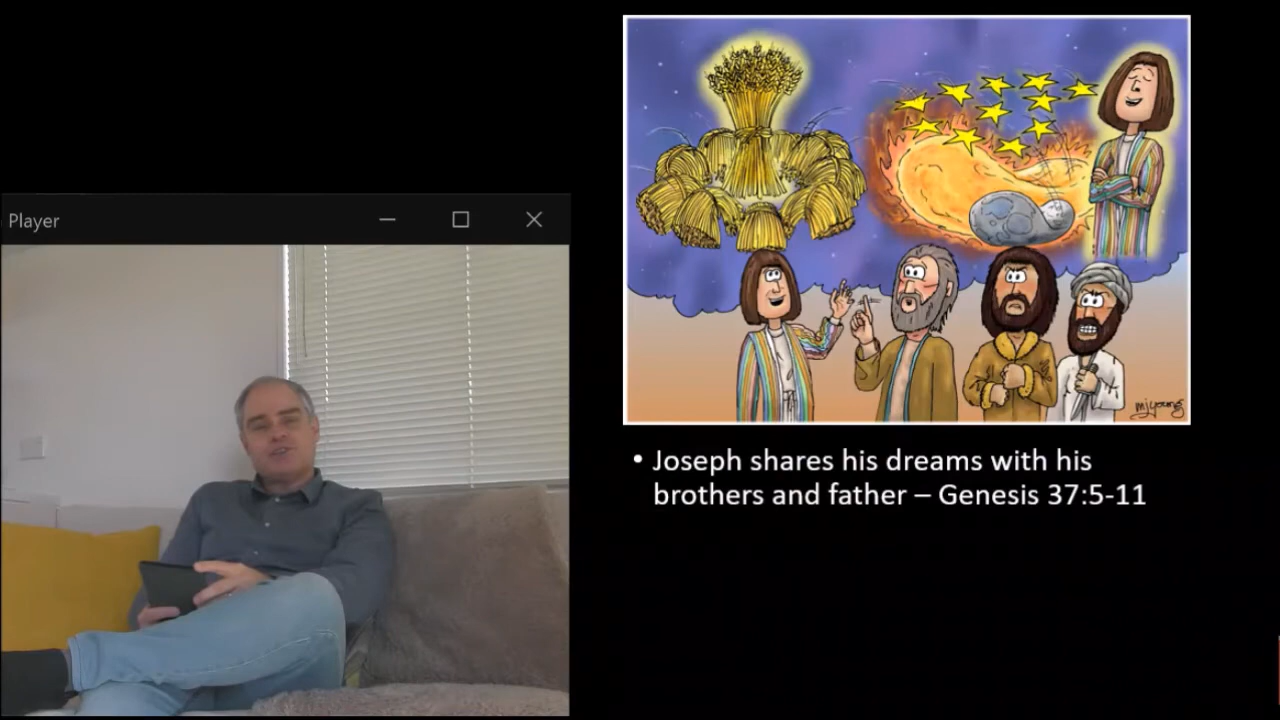 Player
mjyoung
• Joseph shares his dreams with his
brothers and father – Genesis 37:5-11